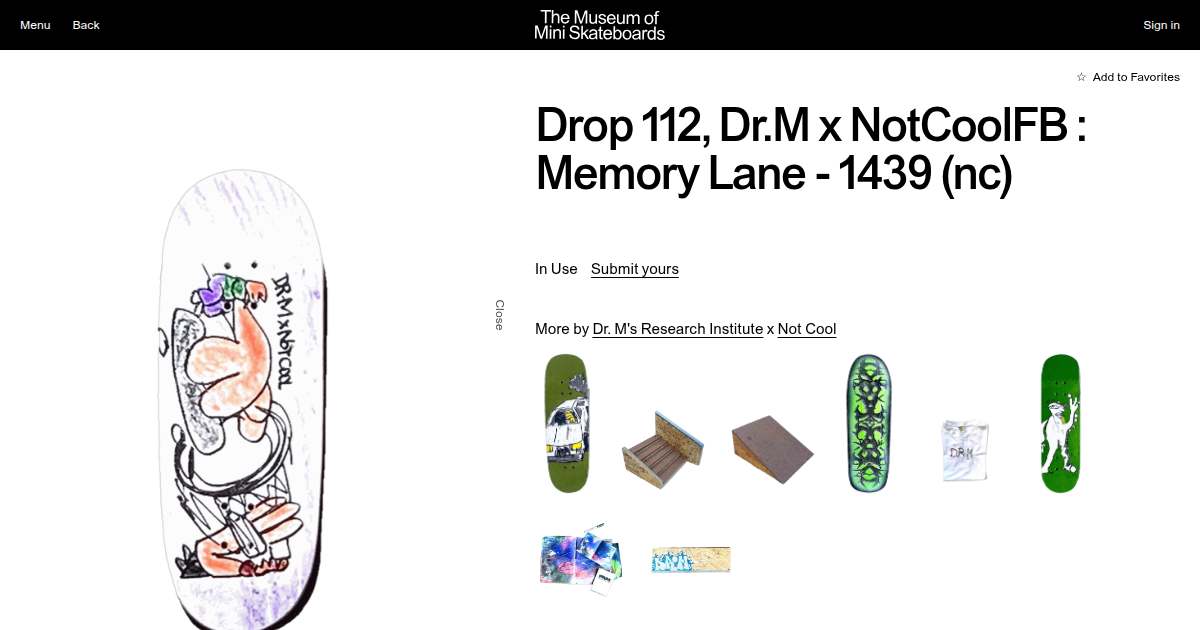 Menu
Back
The Museum of
Mini Skateboards
Sign in
☆ Add to Favorites
Drop 112, Dr.M x NotCoolFB :
Memory Lane - 1439 (nc)
DR.M x NOT COOL
In Use
Submit yours
Close
More by Dr. M's Research Institute x Not Cool
DR.M